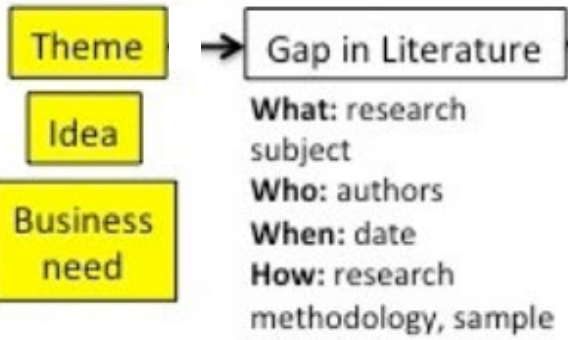 Theme
Idea
Business
need
Gap in Literature
What: research
subject
Who: authors
When: date
How: research
methodology, sample